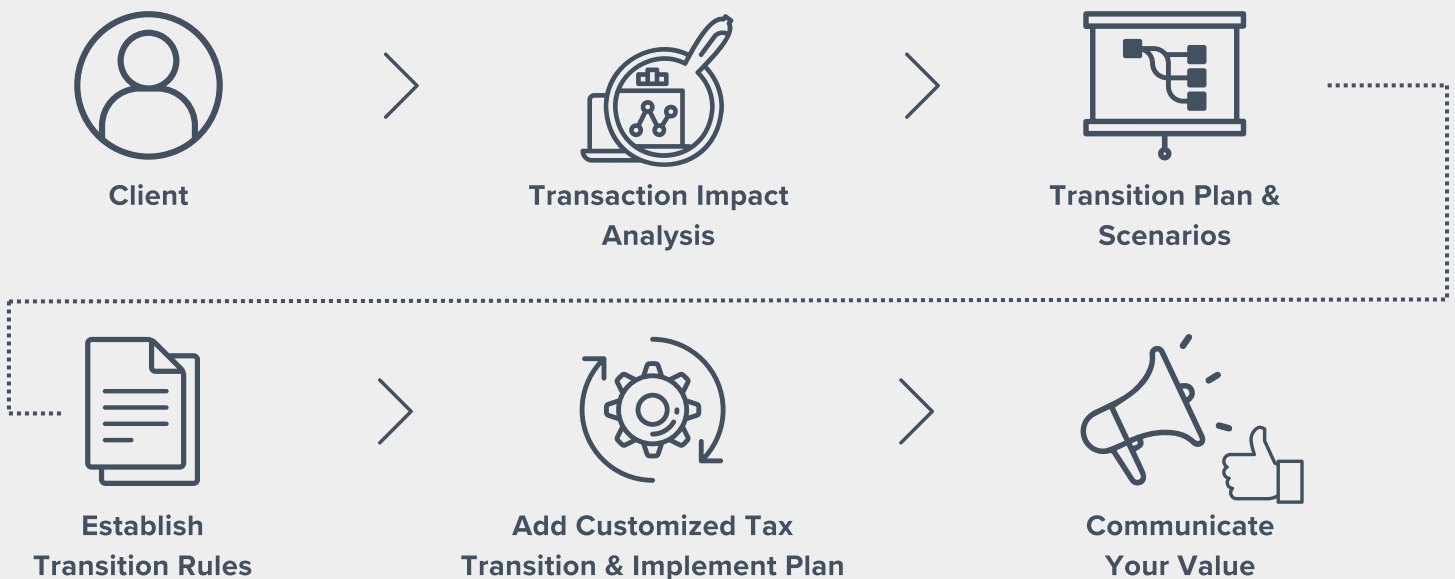 Client
Transaction Impact
Analysis
Transition Plan &
Scenarios
Establish
Transition Rules
Add Customized Tax
Transition & Implement Plan
Communicate
Your Value